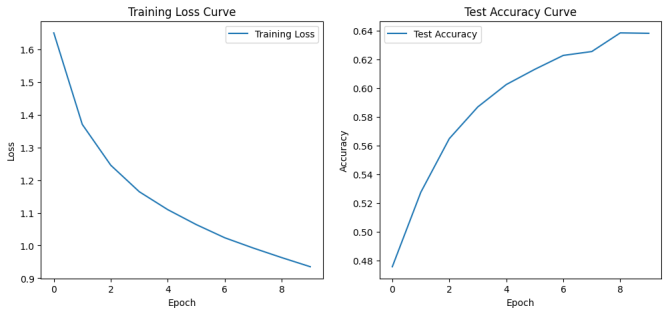 Training Loss Curve
Training Loss
1.6
1.5
1.4
1.3
1.2
1.1
1.0
0.9
Loss
0 2 4 6 8
Epoch
Test Accuracy Curve
Test Accuracy
0.64
0.62
0.60
0.58
0.56
0.54
0.52
0.50
0.48
Accuracy
0 2 4 6 8
Epoch